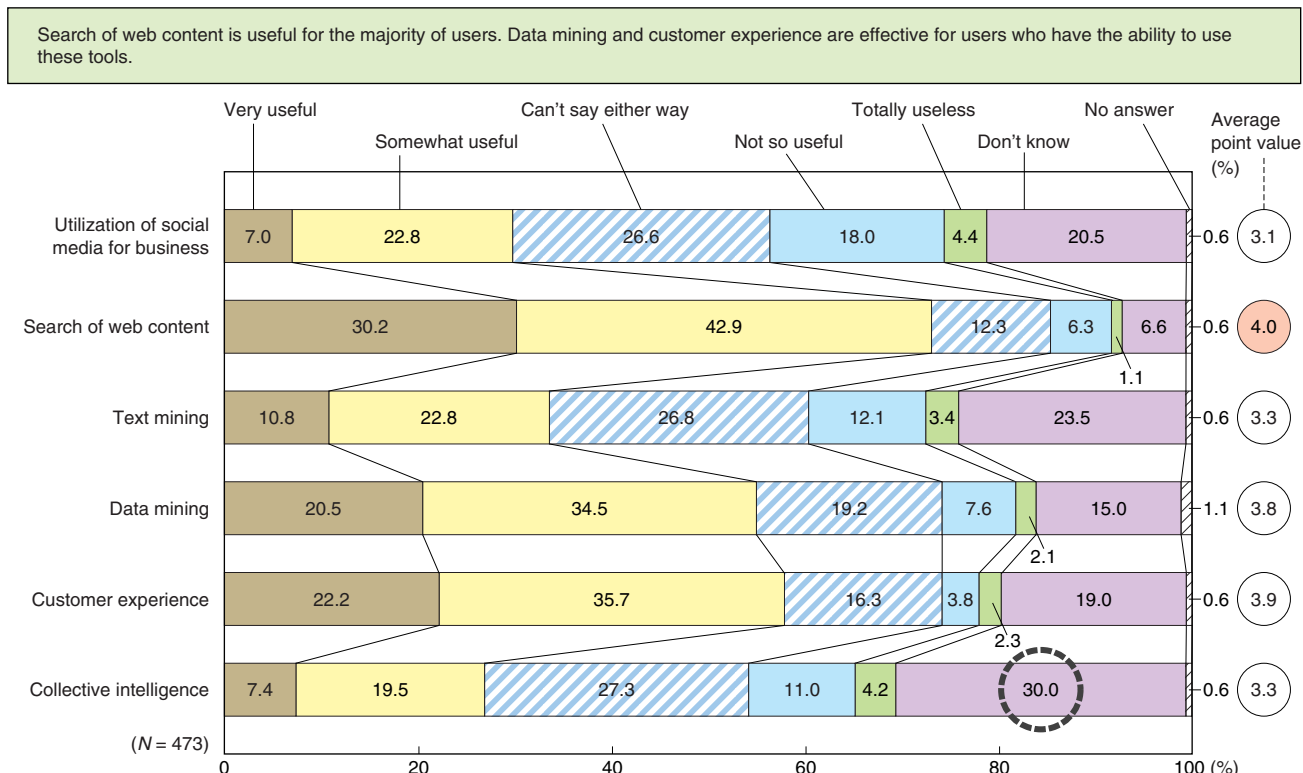 Search of web content is useful for the majority of users. Data mining and customer experience are effective for users who have the ability to use
these tools.
Very useful
Can't say either way
Totally useless
No answer
Somewhat useful
Not so useful
Don't know
Average
point value
(%)
Utilization of social
media for business
7.0
22.8
26.6
18.0
4.4
20.5
0.6
3.1
Search of web content
30.2
42.9
12.3
6.3
1.1
6.6
0.6
4.0
Text mining
10.8
22.8
26.8
12.1
3.4
23.5
0.6
3.3
Data mining
20.5
34.5
19.2
7.6
2.1
15.0
1.1
3.8
Customer experience
22.2
35.7
16.3
3.8
2.3
19.0
0.6
3.9
Collective intelligence
7.4
19.5
27.3
11.0
4.2
30.0
0.6
3.3
(N = 473)
0
20
40
60
80
100 (%)